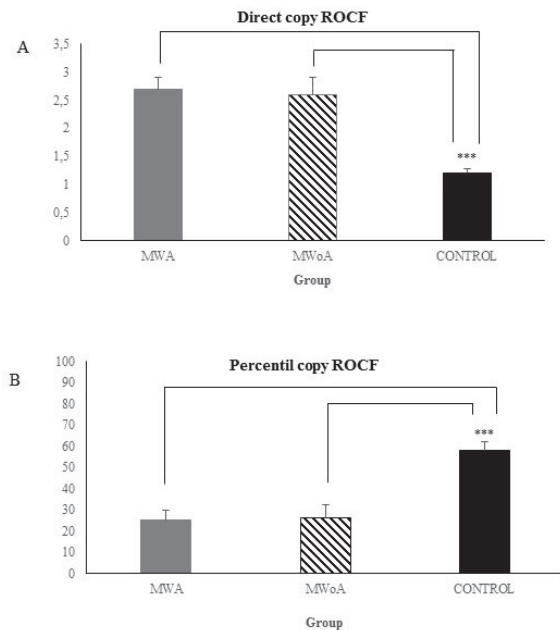 Direct copy ROCF
A
3,5
3
2,5
2
1,5
1
0,5
0
***
MWA MWoA CONTROL
Group
Percentil copy ROCF
B
100
90
80
70
60
50
40
30
20
10
0
***
MWA MWoA CONTROL
Group